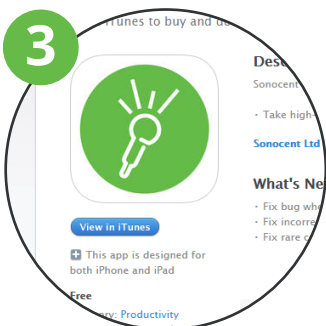 3
iTunes to buy and do
View in iTunes
This app is designed for
both iPhone and iPad
Free
Productivity
Desc
Sonocent
· Take high-
Sonocent Ltd
What's Ne
· Fix bug whe
· Fix incorre
· Fix rare c